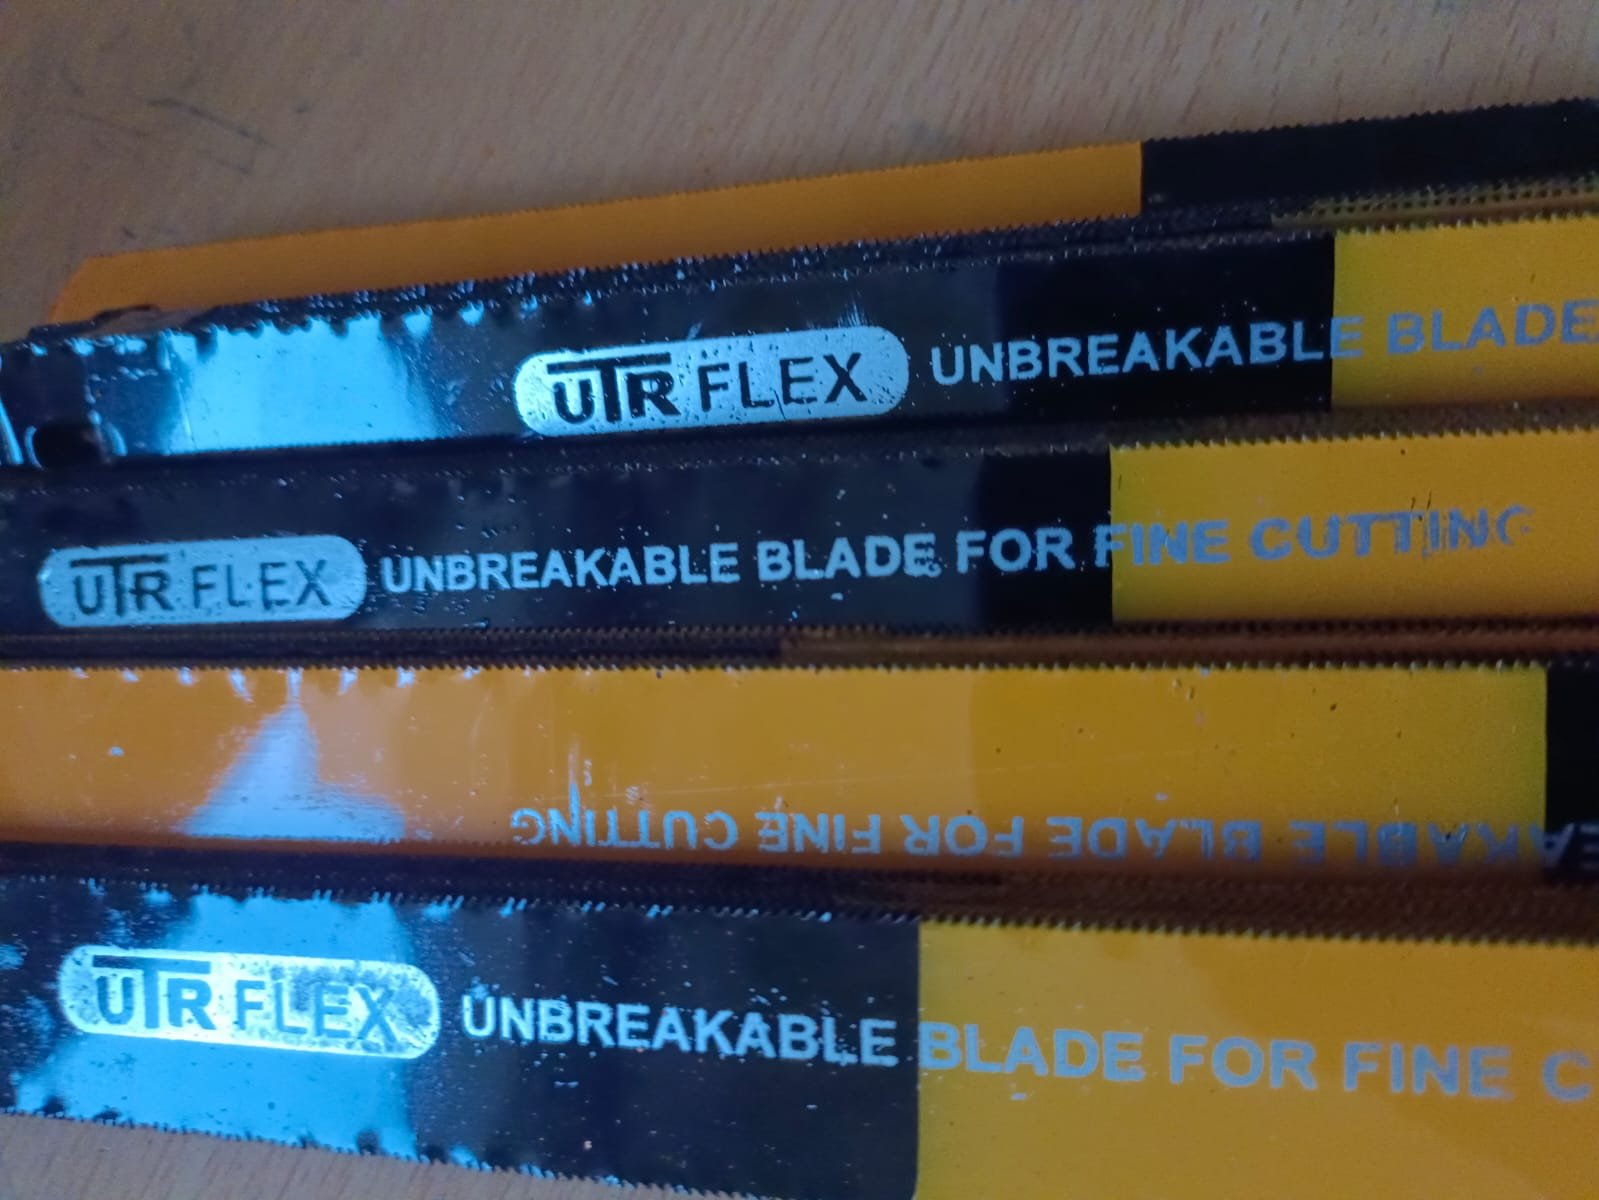 UTR FLEX UNBREAKABLE BLADE
UTR FLEX UNBREAKABLE BLADE FOR FINE CUTTING
EAKABLE BLADE FOR FINE CUTTING
UTR FLEX UNBREAKABLE BLADE FOR FINE C